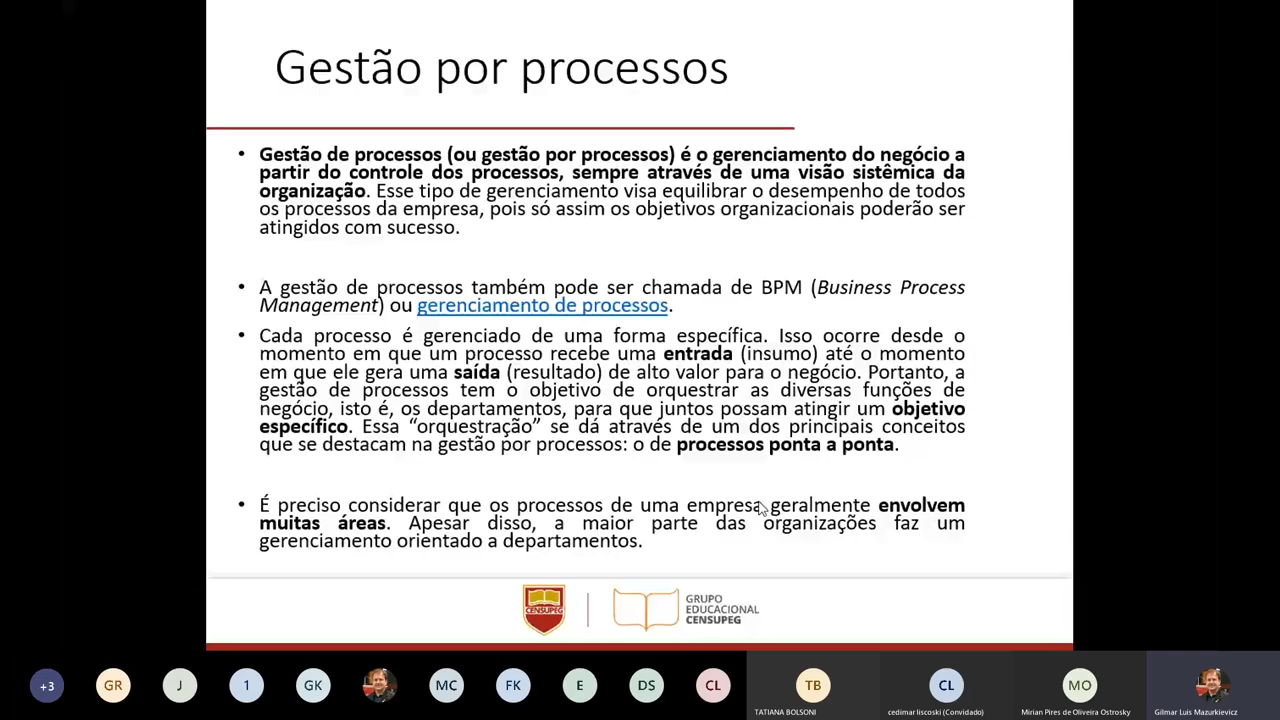 Gestão por processos
• Gestão de processos (ou gestão por processos) é o gerenciamento do negócio a
partir do controle dos processos, sempre através de uma visão sistêmica da
organização. Esse tipo de gerenciamento visa equilibrar o desempenho de todos
os processos da empresa, pois só assim os objetivos organizacionais poderão ser
atingidos com sucesso.
• A gestão de processos também pode ser chamada de BPM (Business Process
Management) ou gerenciamento de processos.
• Cada processo é gerenciado de uma forma específica. Isso ocorre desde o
momento em que um processo recebe uma entrada (insumo) até o momento
em que ele gera uma saída (resultado) de alto valor para o negócio. Portanto, a
gestão de processos tem o objetivo de orquestrar as diversas funções de
negócio, isto é, os departamentos, para que juntos possam atingir um objetivo
específico. Essa “orquestração” se dá através de um dos principais conceitos
que se destacam na gestão por processos: o de processos ponta a ponta.
• É preciso considerar que os processos de uma empresa geralmente envolvem
muitas áreas. Apesar disso, a maior parte das organizações faz um
gerenciamento orientado a departamentos.
CENSUPEG
GRUPO
EDUCACIONAL
CENSUPEG
+3 GR J 1 GK MC FK E DS CL TB CL MO
TATIANA BOLSONI cedimar liscoski (Convidado) Mirian Pires de Oliveira Ostrosky Gilmar Luis Mazurkievicz